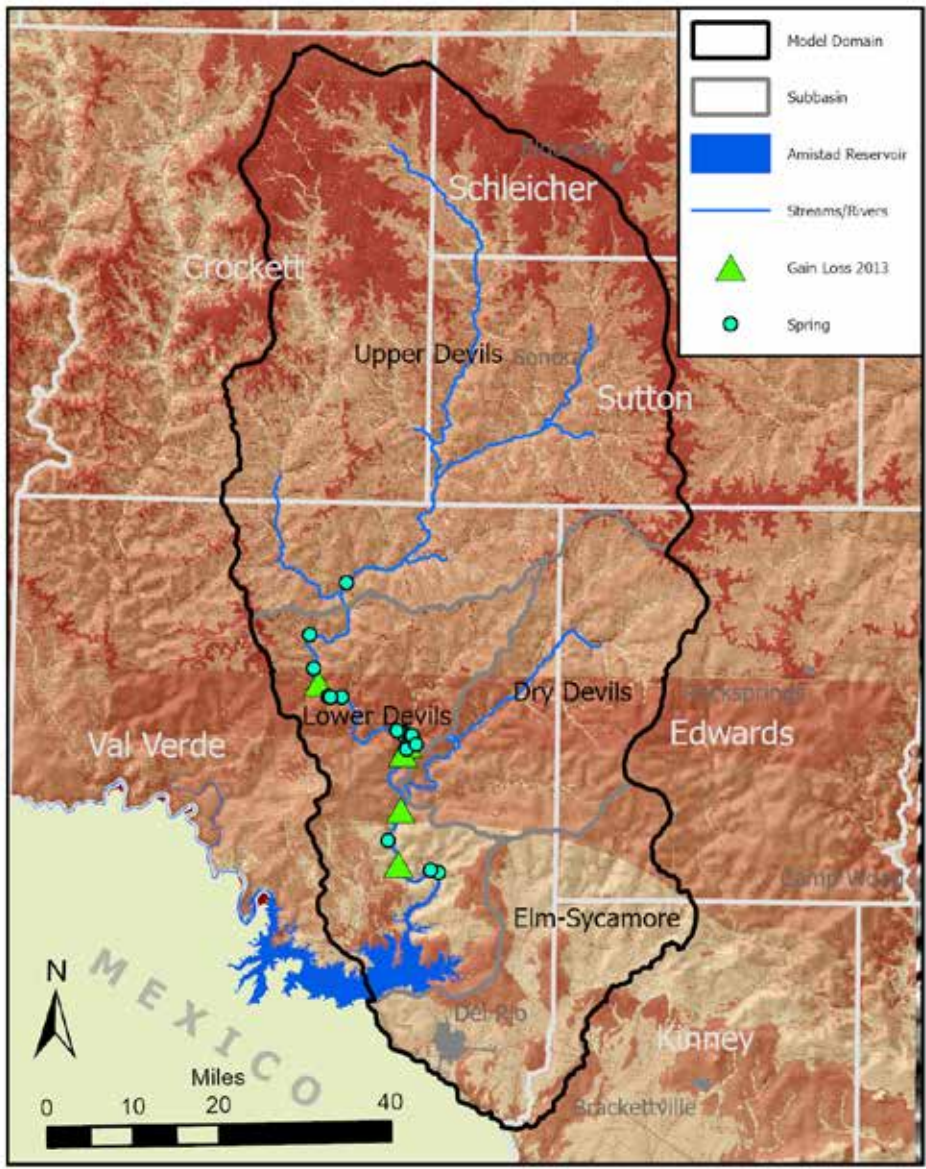 Model Domain
Subbasin
Amistad Reservoir
Streams/Rivers
Gain Loss 2013
Spring
Eldorado
Schleicher
Crockett
Upper Devils
Sonora
Sutton
Dry Devils
Rocksprings
Lower Devils
Val Verde
Edwards
Camp Wood
Elm-Sycamore
N
MEXICO
Del Rio
Kinney
Miles
0 10 20 40
Brackettville